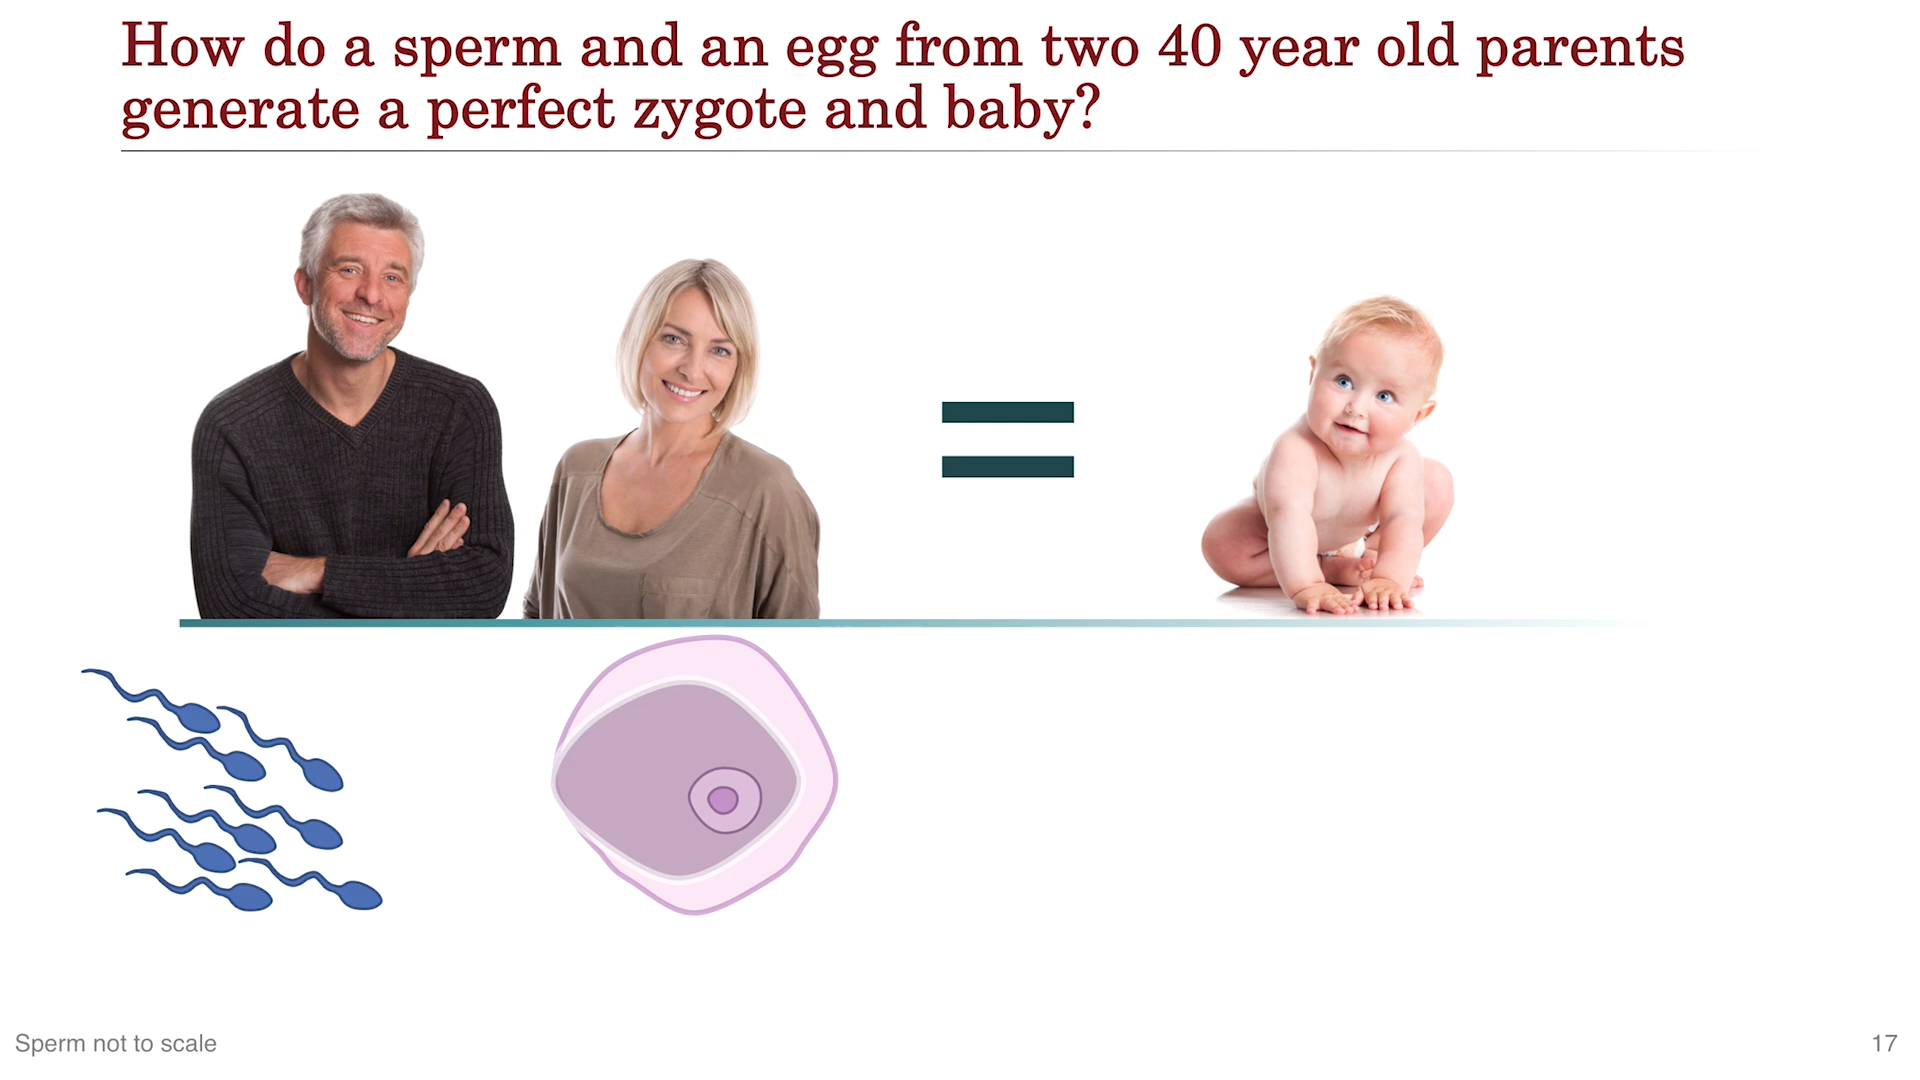 How do a sperm and an egg from two 40 year old parents
generate a perfect zygote and baby?
Sperm not to scale
17